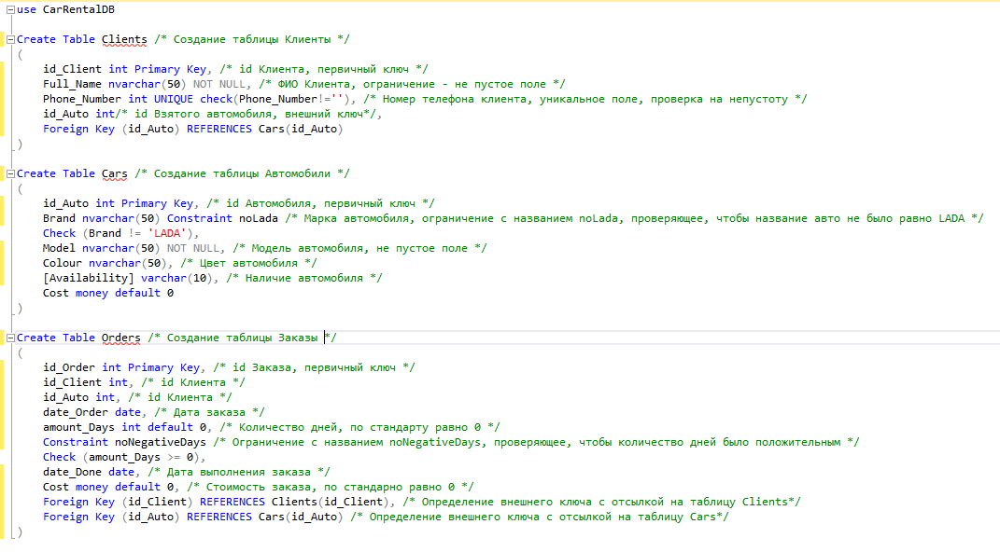 use CarRentalDB
Create Table Clients /* Создание таблицы Клиенты */
(
id_Client int Primary Key, /* id Клиента, первичный ключ */
Full_Name nvarchar(50) NOT NULL, /* ФИО Клиента, ограничение - не пустое поле */
Phone_Number int UNIQUE check(Phone_Number!=''), /* Номер телефона клиента, уникальное поле, проверка на непустоту */
id_Auto int/* id Взятого автомобиля, внешний ключ*/,
Foreign Key (id_Auto) REFERENCES Cars(id_Auto)
)
Create Table Cars /* Создание таблицы Автомобили */
(
id_Auto int Primary Key, /* id Автомобиля, первичный ключ */
Brand nvarchar(50) Constraint noLada /* Марка автомобиля, ограничение с названием noLada, проверяющее, чтобы название авто не было равно LADA */
Check (Brand != 'LADA'),
Model nvarchar(50) NOT NULL, /* Модель автомобиля, не пустое поле */
Colour nvarchar(50), /* Цвет автомобиля */
[Availability] varchar(10), /* Наличие автомобиля */
Cost money default 0
)
Create Table Orders /* Создание таблицы Заказы */
(
id_Order int Primary Key, /* id Заказа, первичный ключ */
id_Client int, /* id Клиента */
id_Auto int, /* id Клиента */
date_Order date, /* Дата заказа */
amount_Days int default 0, /* Количество дней, по стандарту равно 0 */
Constraint noNegativeDays /* Ограничение с названием noNegativeDays, проверяющее, чтобы количество дней было положительным */
Check (amount_Days >= 0),
date_Done date, /* Дата выполнения заказа */
Cost money default 0, /* Стоимость заказа, по стандарно равно 0 */
Foreign Key (id_Client) REFERENCES Clients(id_Client), /* Определение внешнего ключа с отсылкой на таблицу Clients*/
Foreign Key (id_Auto) REFERENCES Cars(id_Auto) /* Определение внешнего ключа с отсылкой на таблицу Cars*/
)